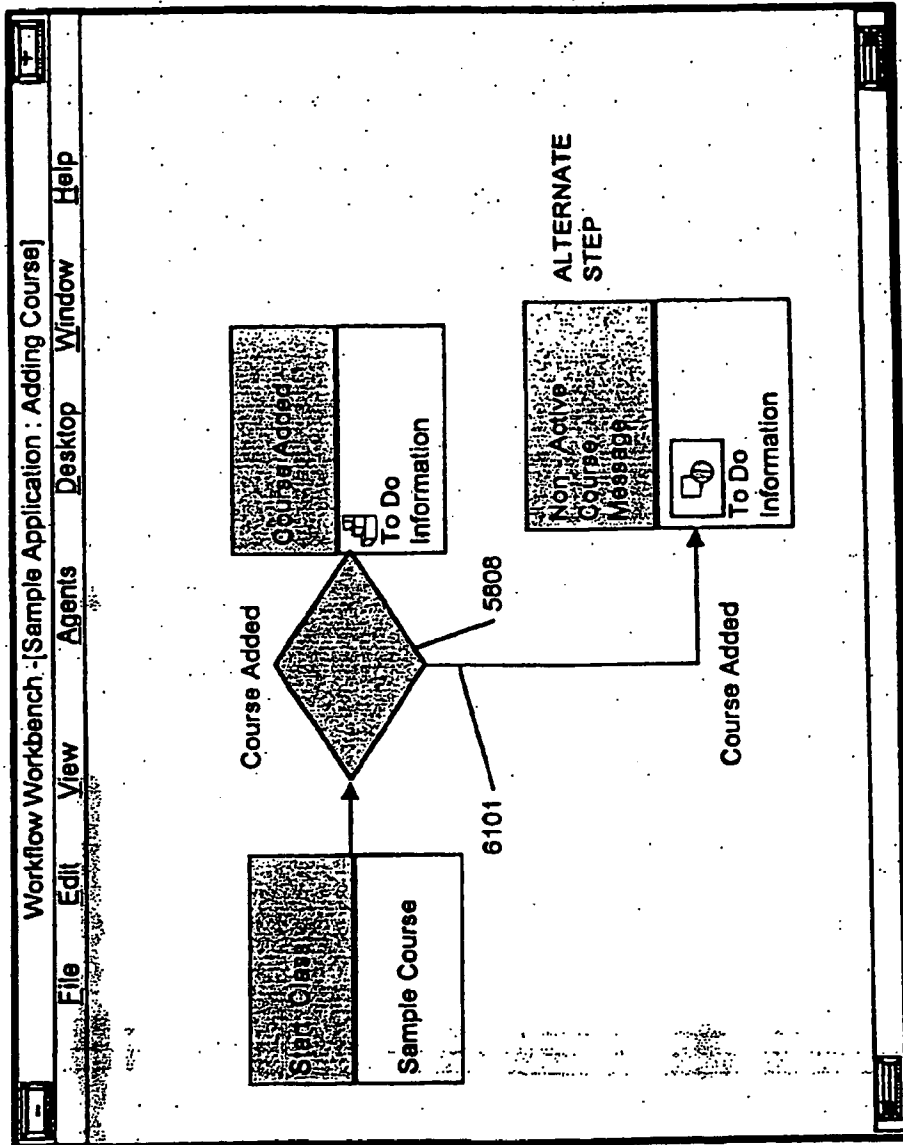 Workflow Workbench -[Sample Application : Adding Course]
File Edit View Agents Desktop Window Help
Start Class
Sample Course
Course Added
Course Added
To Do
Information
5808
6101
Course Added
ALTERNATE
STEP
Non. Active
Course
Message
To Do
Information